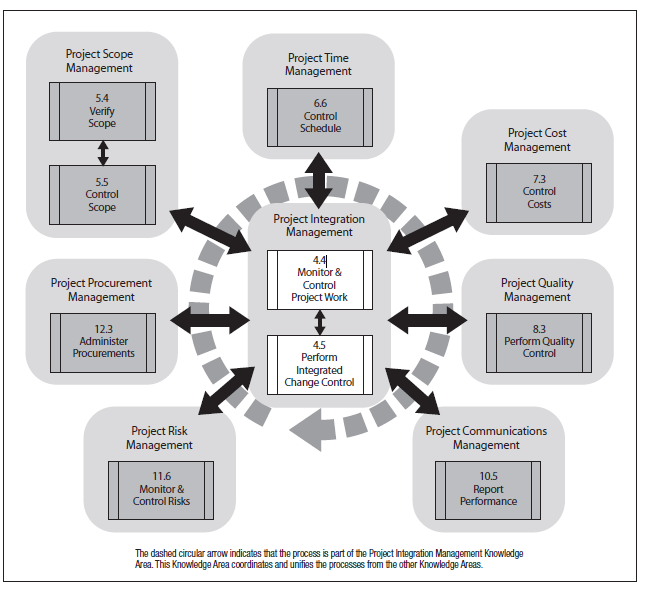 Project Scope
Management
5.4
Verify
Scope
5.5
Control
Scope
Project Time
Management
6.6
Control
Schedule
Project Cost
Management
7.3
Control
Costs
Project Integration
Management
4.4
Monitor &
Control
Project Work
4.5
Perform
Integrated
Change Control
Project Procurement
Management
12.3
Administer
Procurements
Project Quality
Management
8.3
Perform Quality
Control
Project Risk
Management
11.6
Monitor &
Control Risks
Project Communications
Management
10.5
Report
Performance
The dashed circular arrow indicates that the process is part of the Project Integration Management Knowledge
Area. This Knowledge Area coordinates and unifies the processes from the other Knowledge Areas.